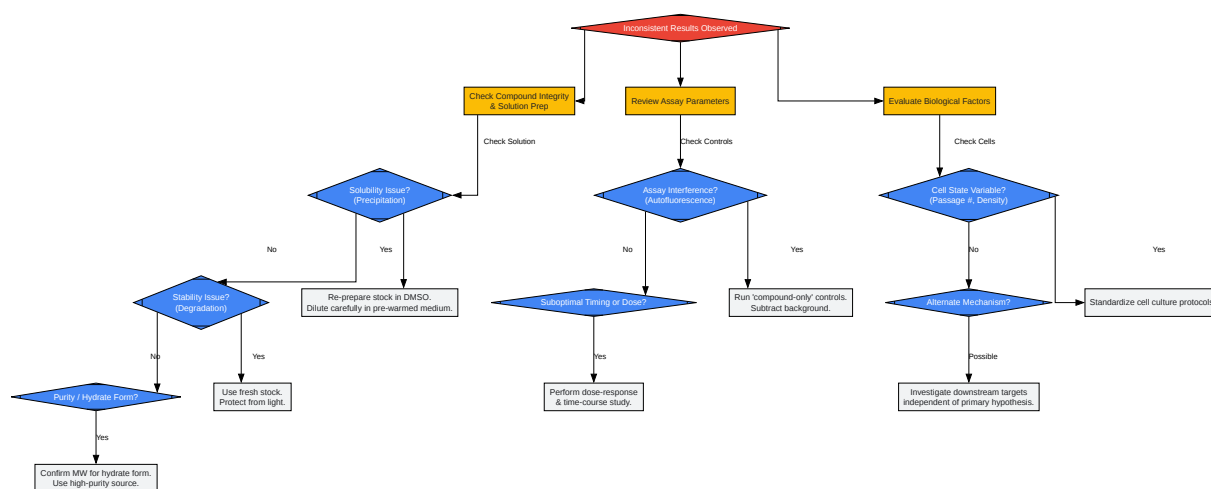 Inconsistent Results Observed
Check Compound Integrity
& Solution Prep
Review Assay Parameters
Evaluate Biological Factors
Check Solution
Check Controls
Check Cells
Solubility Issue?
(Precipitation)
Assay Interference?
(Autofluorescence)
Cell State Variable?
(Passage #, Density)
No
Yes
No
Yes
No
Yes
Stability Issue?
(Degradation)
Re-prepare stock in DMSO.
Dilute carefully in pre-warmed medium.
Suboptimal Timing or Dose?
Run 'compound-only' controls.
Subtract background.
Alternate Mechanism?
Standardize cell culture protocols
No
Yes
Yes
Possible
Purity / Hydrate Form?
Use fresh stock.
Protect from light.
Perform dose-response
& time-course study.
Investigate downstream targets
independent of primary hypothesis.
Yes
Confirm MW for hydrate form.
Use high-purity source.